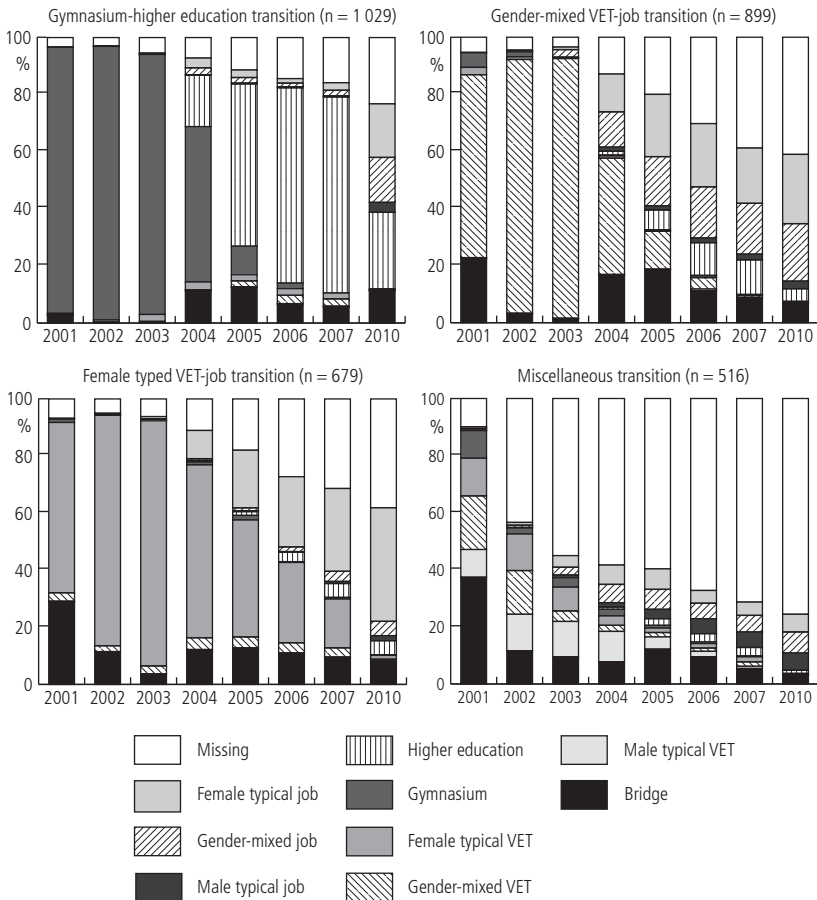 Gymnasium-higher education transition (n = 1 029)
100
%
80
60
40
20
0
2001 2002 2003 2004 2005 2006 2007 2010
Gender-mixed VET-job transition (n = 899)
100
%
80
60
40
20
0
2001 2002 2003 2004 2005 2006 2007 2010
Female typed VET-job transition (n = 679)
100
%
80
60
40
20
0
2001 2002 2003 2004 2005 2006 2007 2010
Miscellaneous transition (n = 516)
100
%
80
60
40
20
0
2001 2002 2003 2004 2005 2006 2007 2010
Missing
Female typical job
Gender-mixed job
Male typical job
Higher education
Gymnasium
Female typical VET
Gender-mixed VET
Male typical VET
Bridge